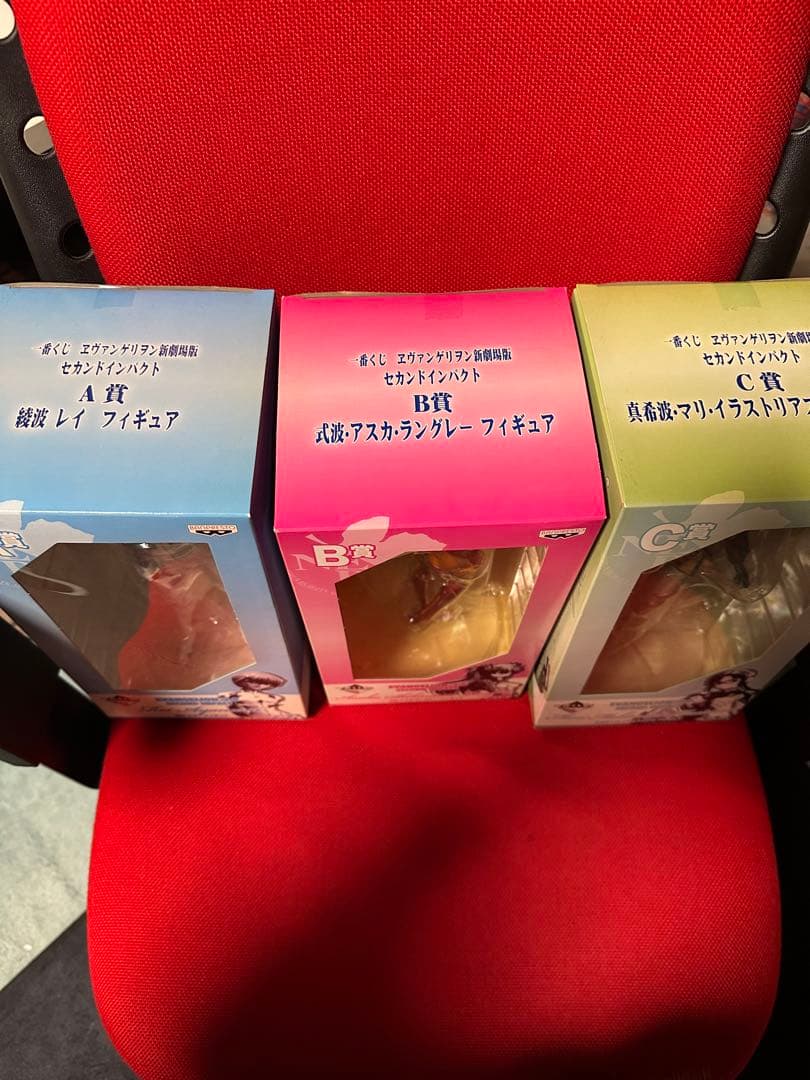 一番くじ ヱヴァンゲリヲン新劇場版
セカンドインパクト
A賞
綾波 レイ フィギュア
一番くじ ヱヴァンゲリヲン新劇場版
セカンドインパクト
B賞
式波・アスカ・ラングレー フィギュア
一番くじ ヱヴァンゲリヲン新劇場
セカンドインパクト
C賞
真希波・マリ・イラストリアス
賞
BANPRESTO
B賞
BANPRESTO
C賞